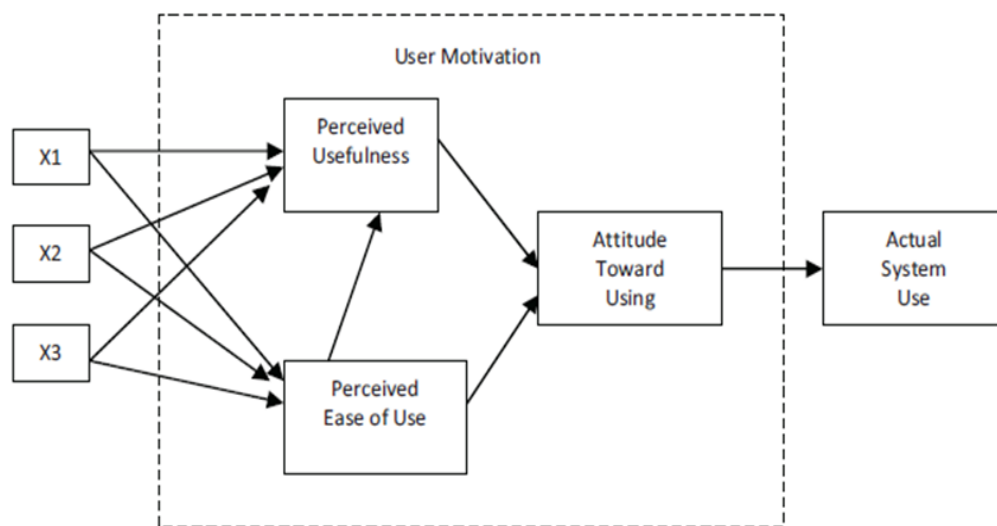 User Motivation
X1
X2
X3
Perceived
Usefulness
Perceived
Ease of Use
Attitude
Toward
Using
Actual
System
Use